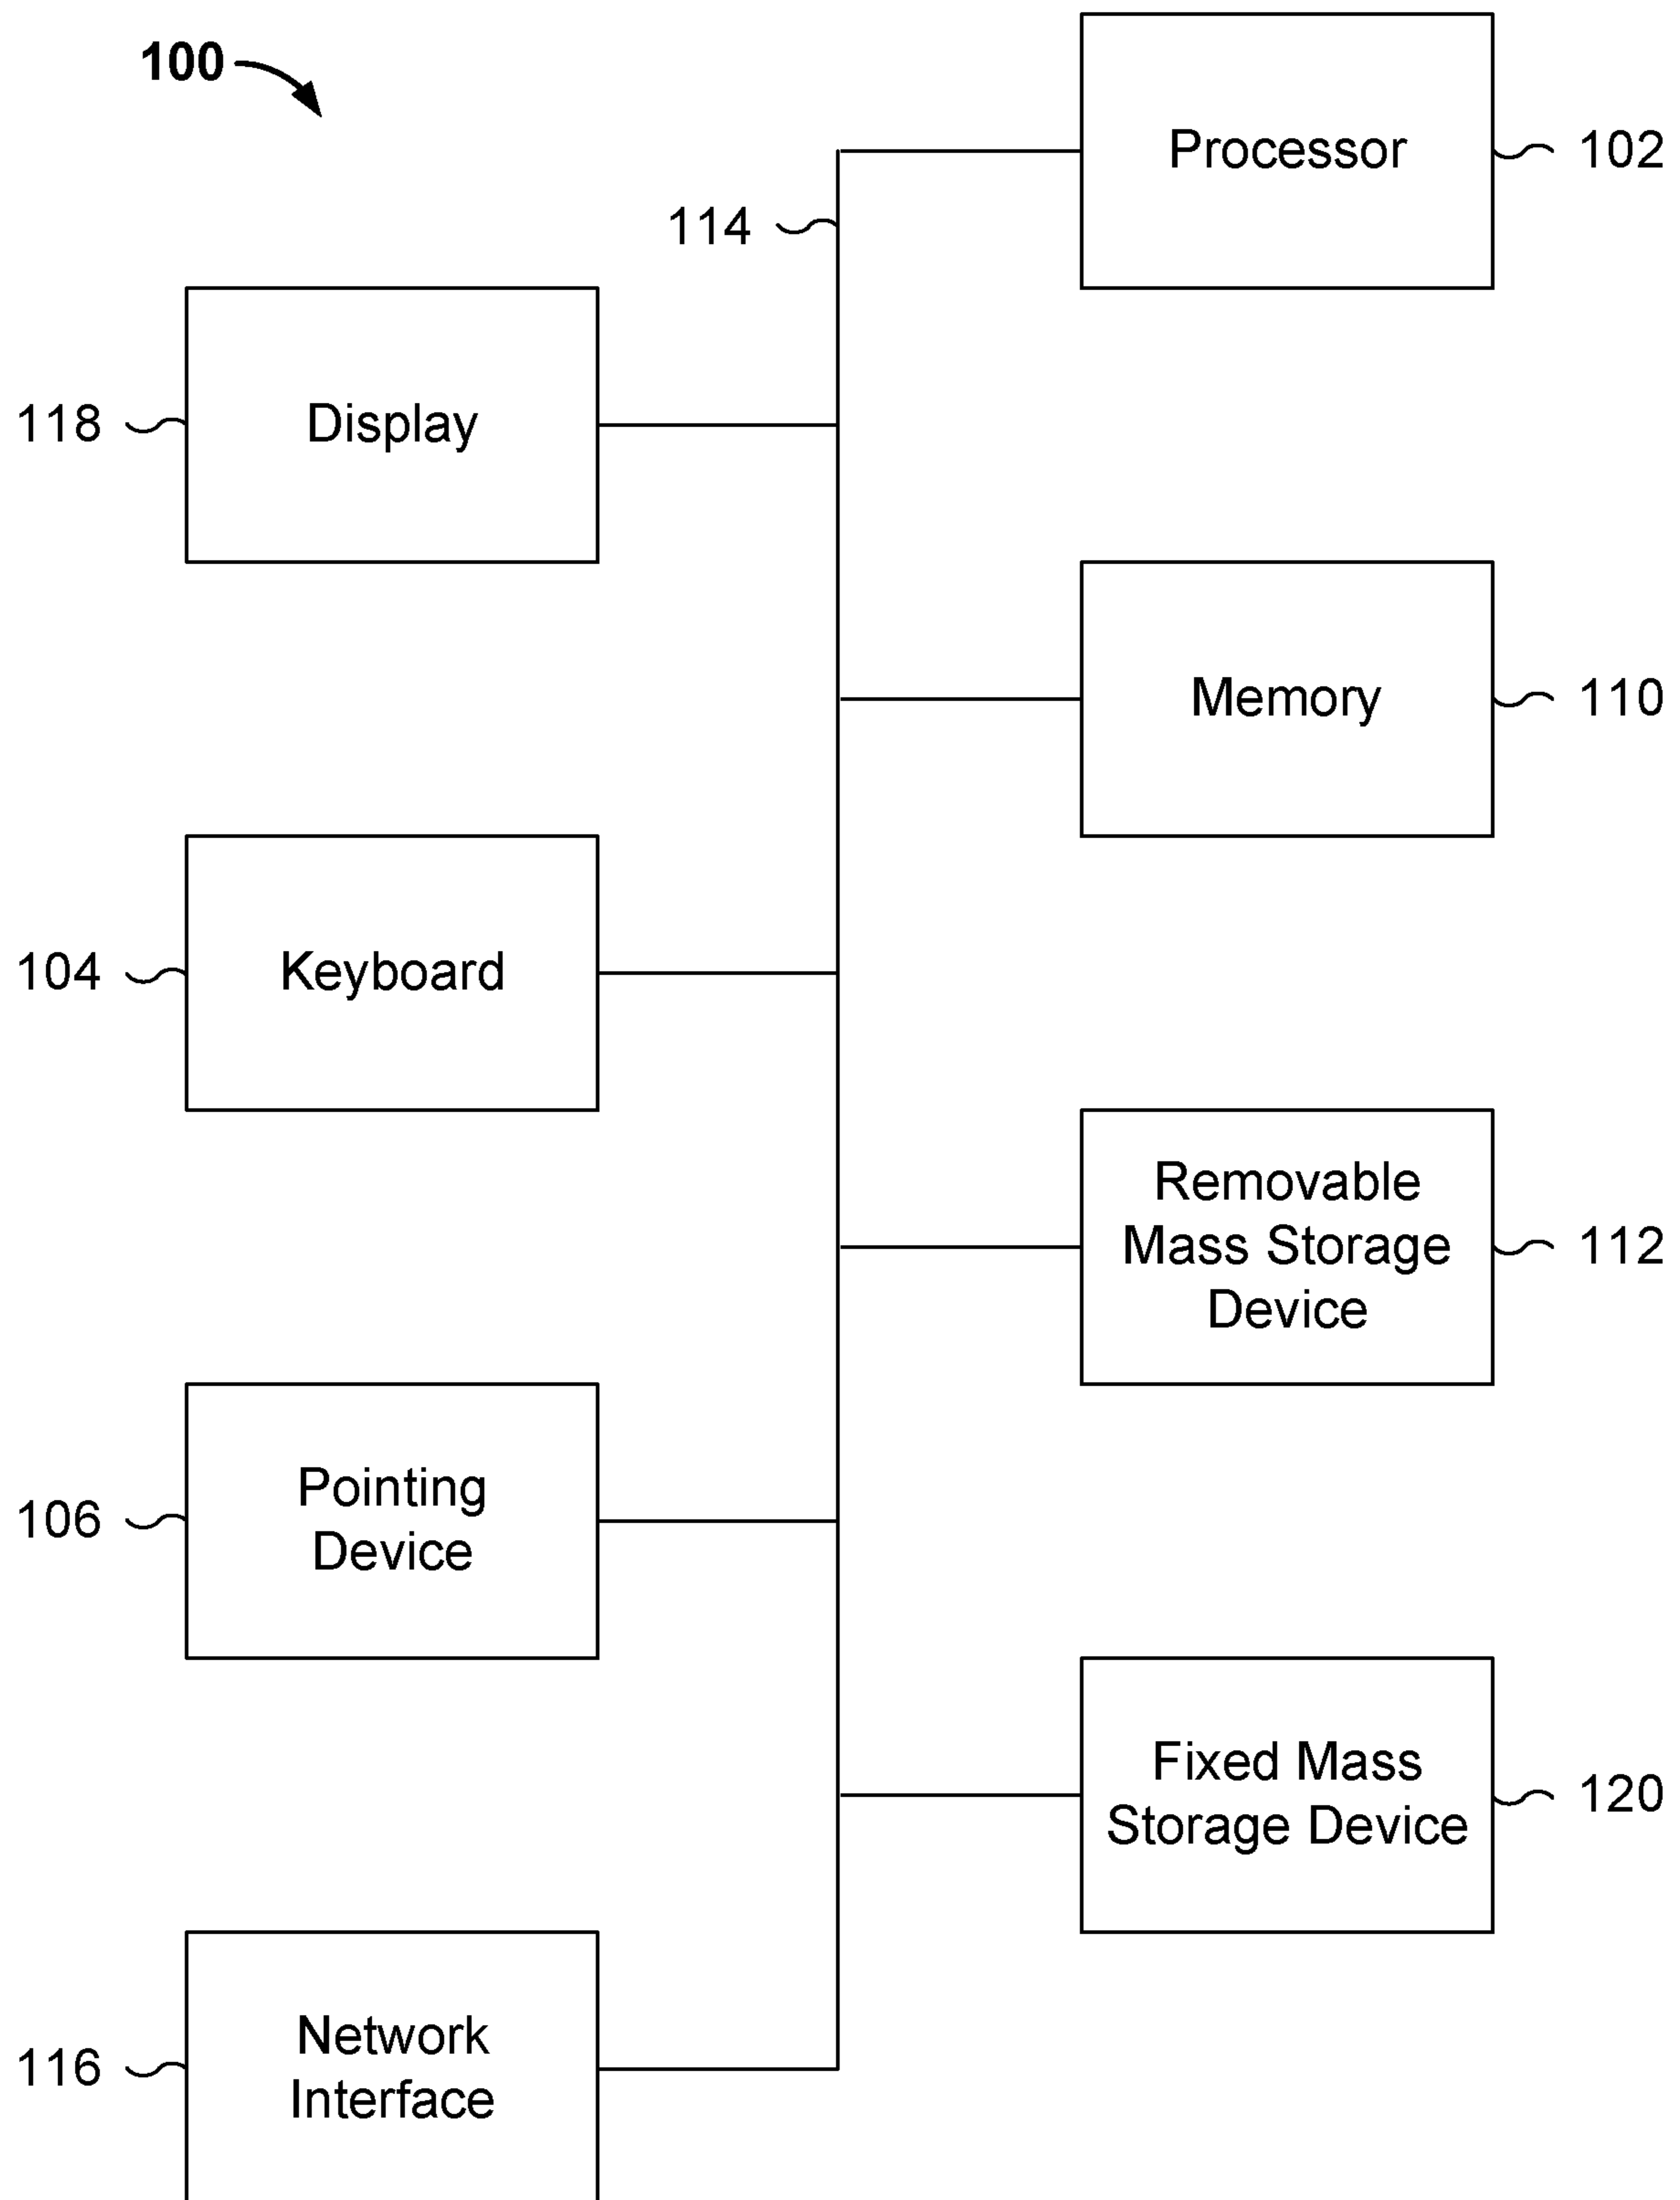 100
Processor
102
114
118
Display
Memory
110
104
Keyboard
Removable
Mass Storage
Device
112
106
Pointing
Device
Fixed Mass
Storage Device
120
116
Network
Interface